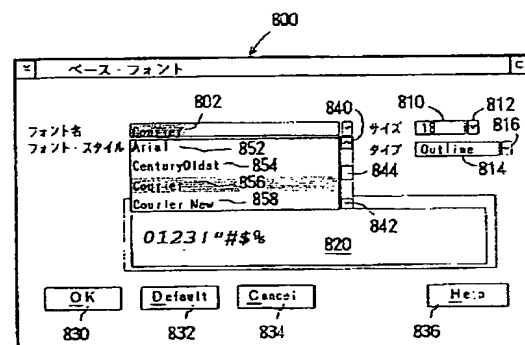 800
ベース・フォント
802 840 810 812
フォント名 Courier サイズ 18 816
フォント・スタイル Arial 852 タイプ Outline
CenturyOldst 854 844 814
Courier 856
Courier New 858 842
01231"#$% 820
OK Default Cancel Help
830 832 834 836